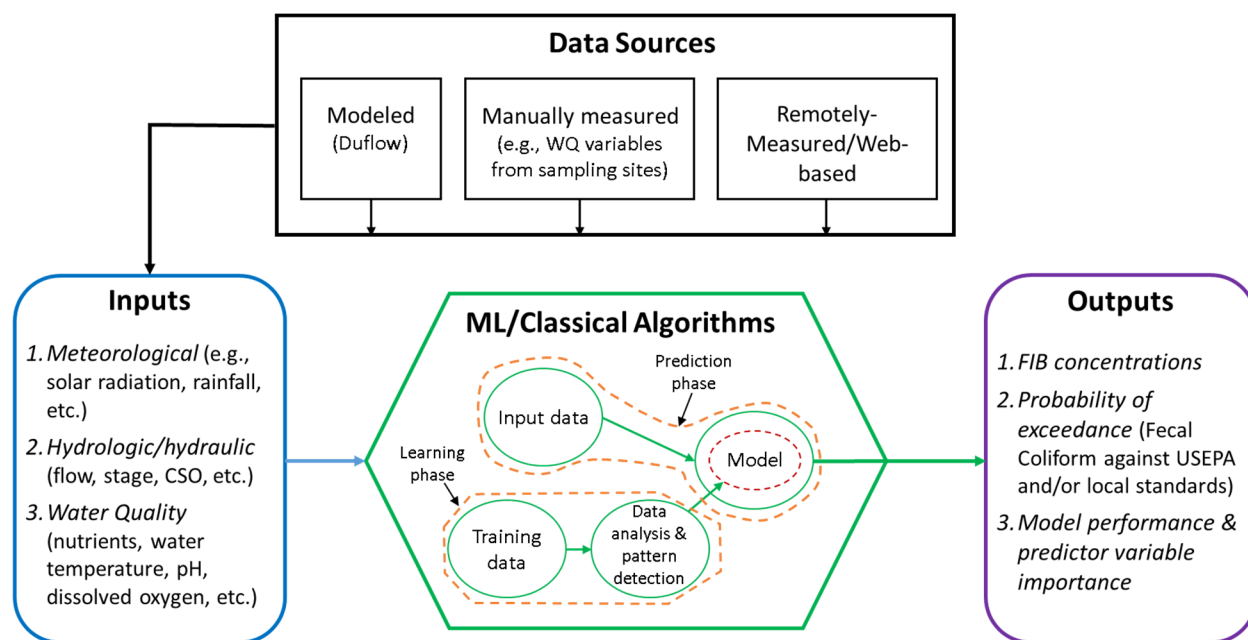 Data Sources
Modeled
(Duflow)
Manually measured
(e.g., WQ variables
from sampling sites)
Remotely-
Measured/Web-
based
Inputs
1. Meteorological (e.g.,
solar radiation, rainfall,
etc.)
2. Hydrologic/hydraulic
(flow, stage, CSO, etc.)
3. Water Quality
(nutrients, water
temperature, pH,
dissolved oxygen, etc.)
ML/Classical Algorithms
Prediction
phase
Input data
Model
Learning
phase
Training
data
Data
analysis &
pattern
detection
Outputs
1. FIB concentrations
2. Probability of
exceedance (Fecal
Coliform against USEPA
and/or local standards)
3. Model performance &
predictor variable
importance